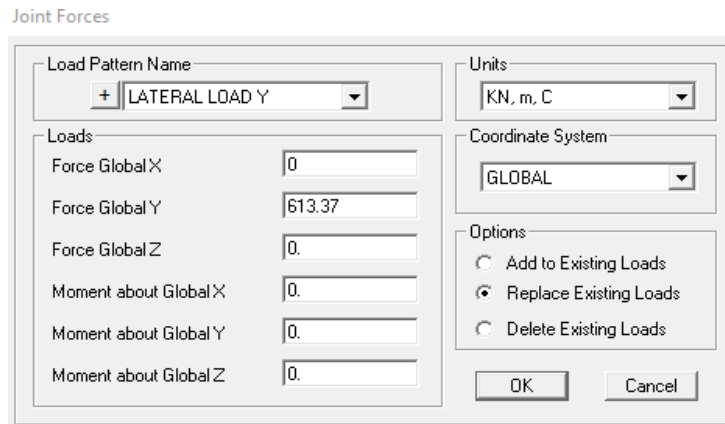 Joint Forces
Load Pattern Name
+ LATERAL LOAD Y
Units
KN, m, C
Loads
Force Global X 0
Force Global Y 613.37
Force Global Z 0.
Moment about Global X 0.
Moment about Global Y 0.
Moment about Global Z 0.
Coordinate System
GLOBAL
Options
Add to Existing Loads
Replace Existing Loads
Delete Existing Loads
OK Cancel